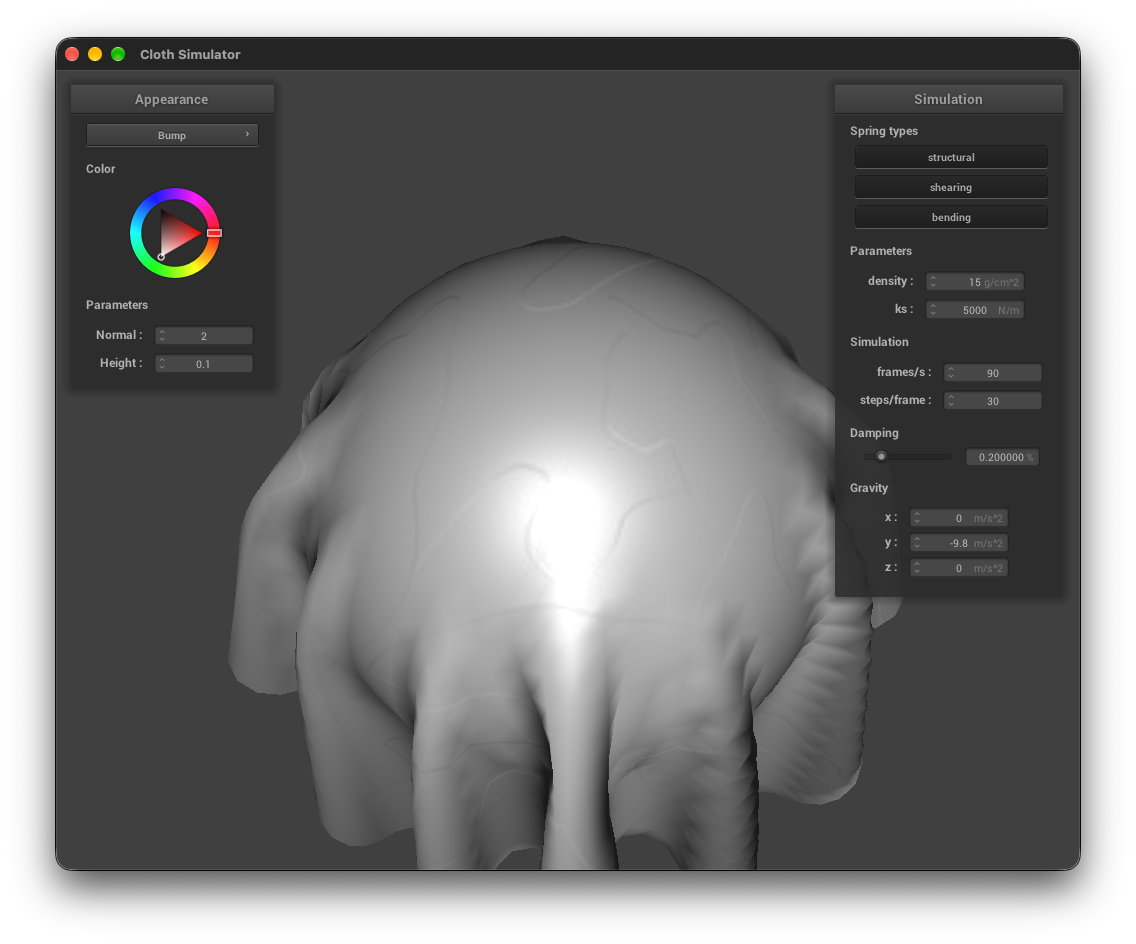 Cloth Simulator
Appearance
Bump
Color
Parameters
Normal : 2
Height : 0.1
Simulation
Spring types
structural
shearing
bending
Parameters
density : 15 g/cm^2
ks : 5000 N/m
Simulation
frames/s : 90
steps/frame : 30
Damping
0.200000 %
Gravity
x : 0 m/s^2
y : -9.8 m/s^2
z : 0 m/s^2